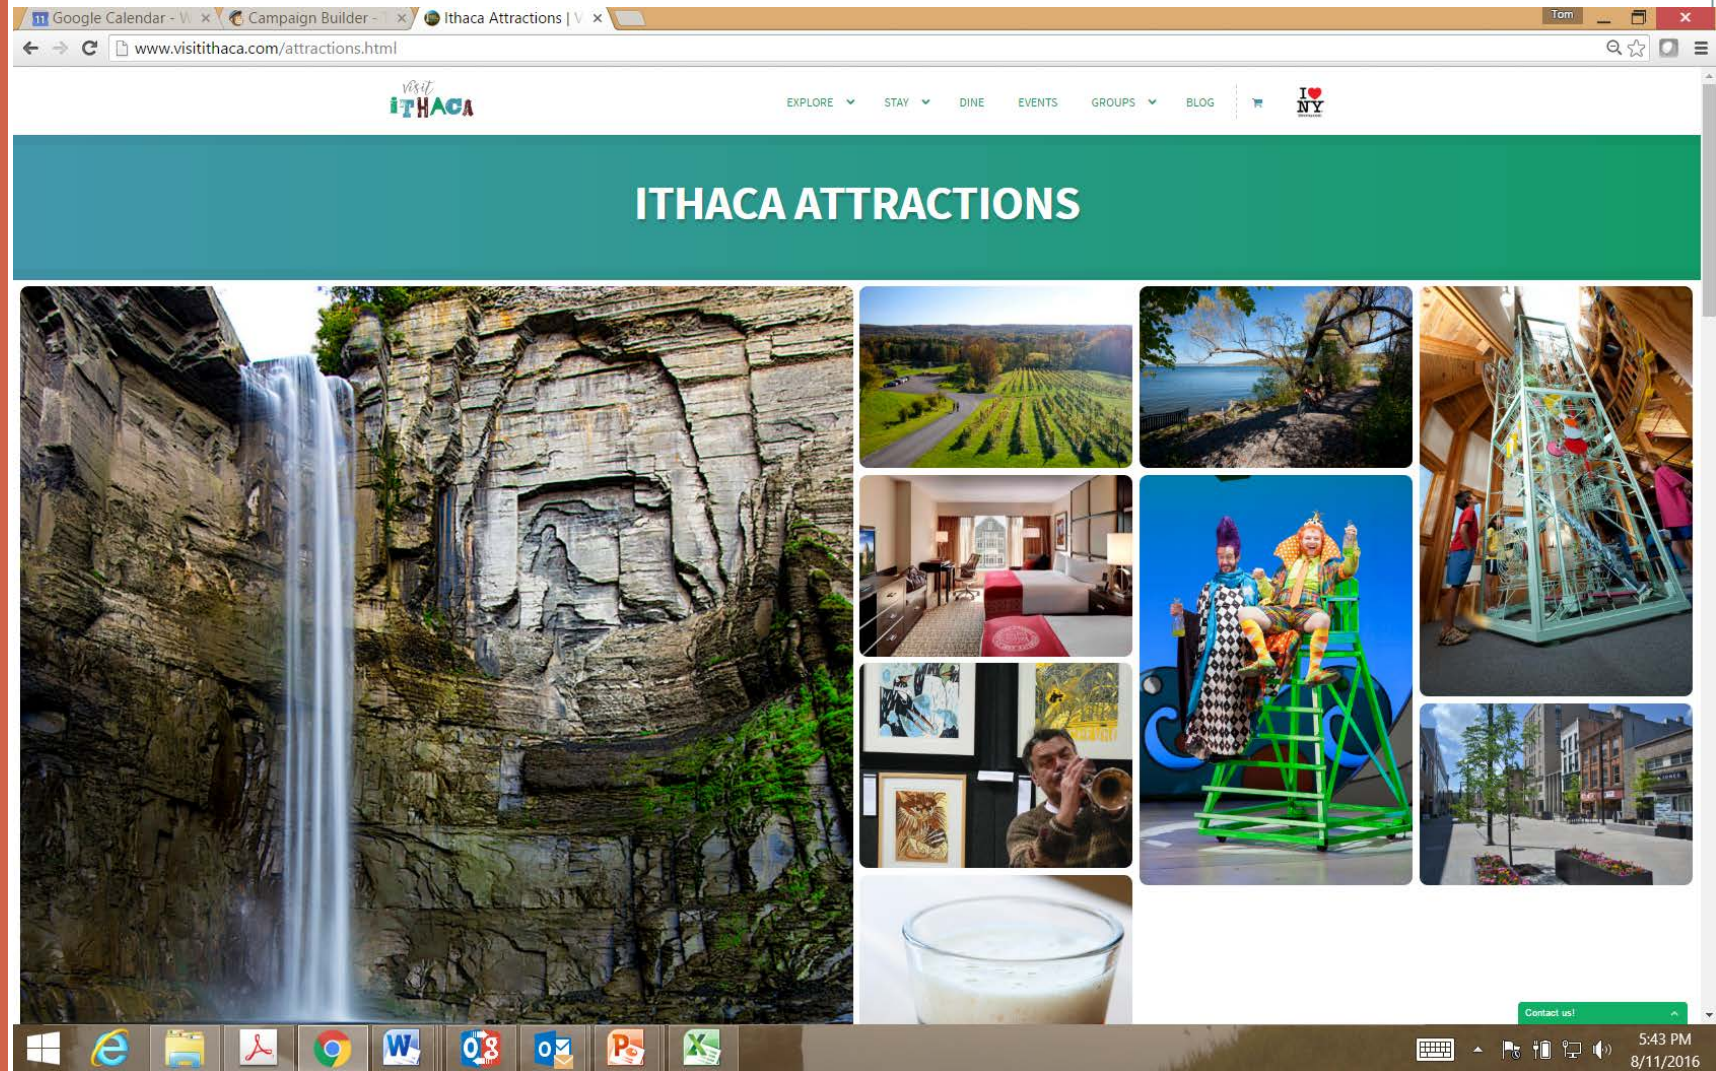 Google Calendar - W
Campaign Builder - T
Ithaca Attractions | V
Tom
www.visitithaca.com/attractions.html
visit
ITHACA
EXPLORE
STAY
DINE
EVENTS
GROUPS
BLOG
I
NY
ITHACA ATTRACTIONS
Contact us!
5:43 PM
8/11/2016